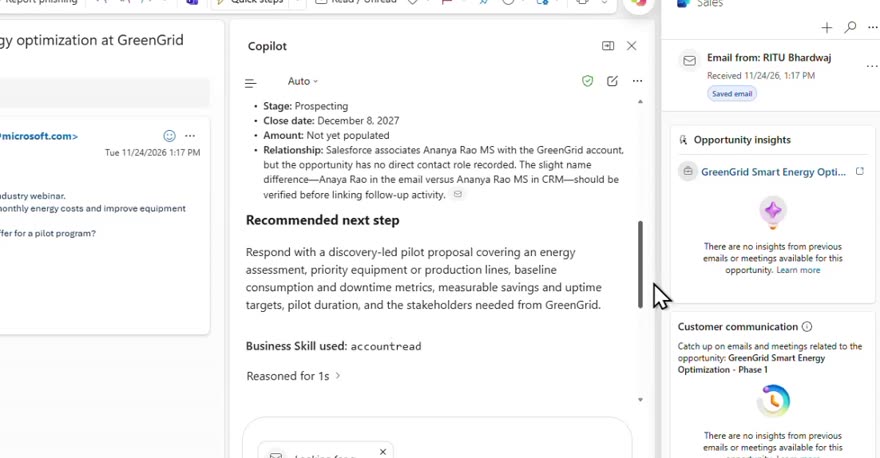 Report phishing
Quick steps
Read / Unread
Sales
gy optimization at GreenGrid
@microsoft.com>
Tue 11/24/2026 1:17 PM
ndustry webinar.
monthly energy costs and improve equipment
ffer for a pilot program?
Copilot
Auto
• Stage: Prospecting
• Close date: December 8, 2027
• Amount: Not yet populated
• Relationship: Salesforce associates Ananya Rao MS with the GreenGrid account,
but the opportunity has no direct contact role recorded. The slight name
difference—Anaya Rao in the email versus Ananya Rao MS in CRM—should be
verified before linking follow-up activity.
Recommended next step
Respond with a discovery-led pilot proposal covering an energy
assessment, priority equipment or production lines, baseline
consumption and downtime metrics, measurable savings and uptime
targets, pilot duration, and the stakeholders needed from GreenGrid.
Business Skill used: accountread
Reasoned for 1s
Email from: RITU Bhardwaj
Received 11/24/26, 1:17 PM
Saved email
Opportunity insights
GreenGrid Smart Energy Opti...
There are no insights from previous
emails or meetings available for this
opportunity. Learn more
Customer communication
Catch up on emails and meetings related to the
opportunity: GreenGrid Smart Energy
Optimization - Phase 1
There are no insights from previous
emails or meetings available for this